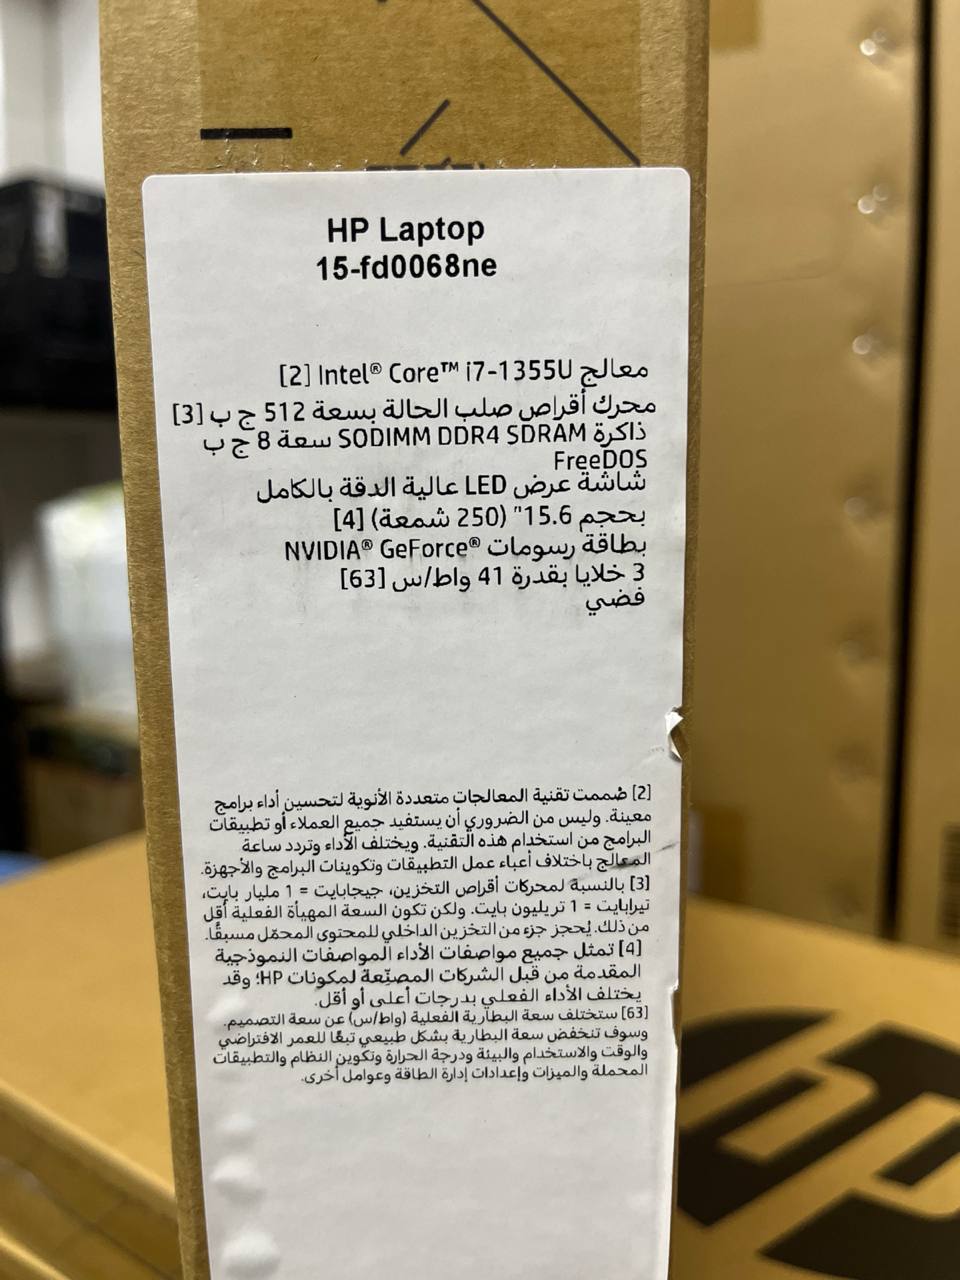 HP Laptop
15-fd0068ne
معالج Intel® Core™ i7-1355U [2]
محرك أقراص صلب الحالة بسعة 512 ج ب [3]
ذاكرة SODIMM DDR4 SDRAM سعة 8 ج ب
FreeDOS
شاشة عرض LED عالية الدقة بالكامل
بحجم 15.6" (250 شمعة) [4]
بطاقة رسومات NVIDIA® GeForce®
3 خلايا بقدرة 41 واط/س [63]
فضي
[2] صُممت تقنية المعالجات متعددة الأنوية لتحسين أداء برامج
معينة. وليس من الضروري أن يستفيد جميع العملاء أو تطبيقات
البرامج من استخدام هذه التقنية. ويختلف الأداء وتردد ساعة
المعالج باختلاف أعباء عمل التطبيقات وتكوينات البرامج والأجهزة.
[3] بالنسبة لمحركات أقراص التخزين، جيجابايت = 1 مليار بايت،
تيرابايت = 1 تريليون بايت. ولكن تكون السعة المهيأة الفعلية أقل
من ذلك. يُحجز جزء من التخزين الداخلي للمحتوى المحمّل مسبقًا.
[4] تمثل جميع مواصفات الأداء المواصفات النموذجية
المقدمة من قبل الشركات المصنّعة لمكونات HP؛ وقد
يختلف الأداء الفعلي بدرجات أعلى أو أقل.
[63] ستختلف سعة البطارية الفعلية (واط/س) عن سعة التصميم.
وسوف تنخفض سعة البطارية بشكل طبيعي تبعًا للعمر الافتراضي
والوقت والاستخدام والبيئة ودرجة الحرارة وتكوين النظام والتطبيقات
المحملة والميزات وإعدادات إدارة الطاقة وعوامل أخرى.